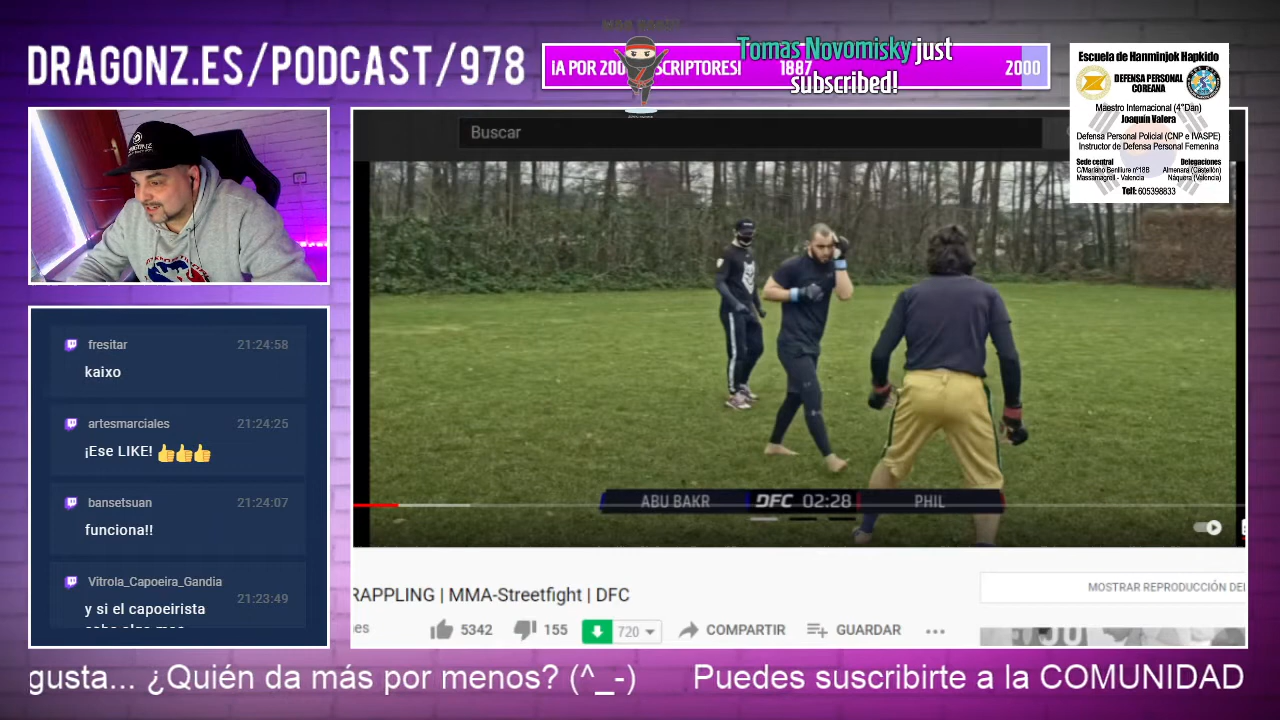 DRAGONZ.ES/PODCAST/978
IA POR 200
SCRIPTORES!
1887
2000
Tomas Novomisky just
subscribed!
Escuela de Hanminjok Hapkido
DEFENSA PERSONAL
COREANA
Maestro Internacional (4°Dan)
Joaquín Valera
Defensa Personal Policial (CNP e IVASPE)
Instructor de Defensa Personal Femenina
Sede central
C/Mariano Benlliure nº18B
Massamagrell - Valencia
Delegaciones
Almenara (Castellón)
Náquera (Valencia)
Telf: 605398833
Buscar
ABU BAKR
DFC 02:28
PHIL
fresitar 21:24:58
kaixo
artesmarciales 21:24:25
¡Ese LIKE! 👍👍👍
bansetsuan 21:24:07
funciona!!
Vitrola_Capoeira_Gandia
21:23:49
y si el capoeirista
RAPPLING | MMA-Streetfight | DFC
es
5342
155
720
COMPARTIR
GUARDAR
MOSTRAR REPRODUCCIÓN DE
gusta... ¿Quién da más por menos? (^_-)
Puedes suscribirte a la COMUNIDAD